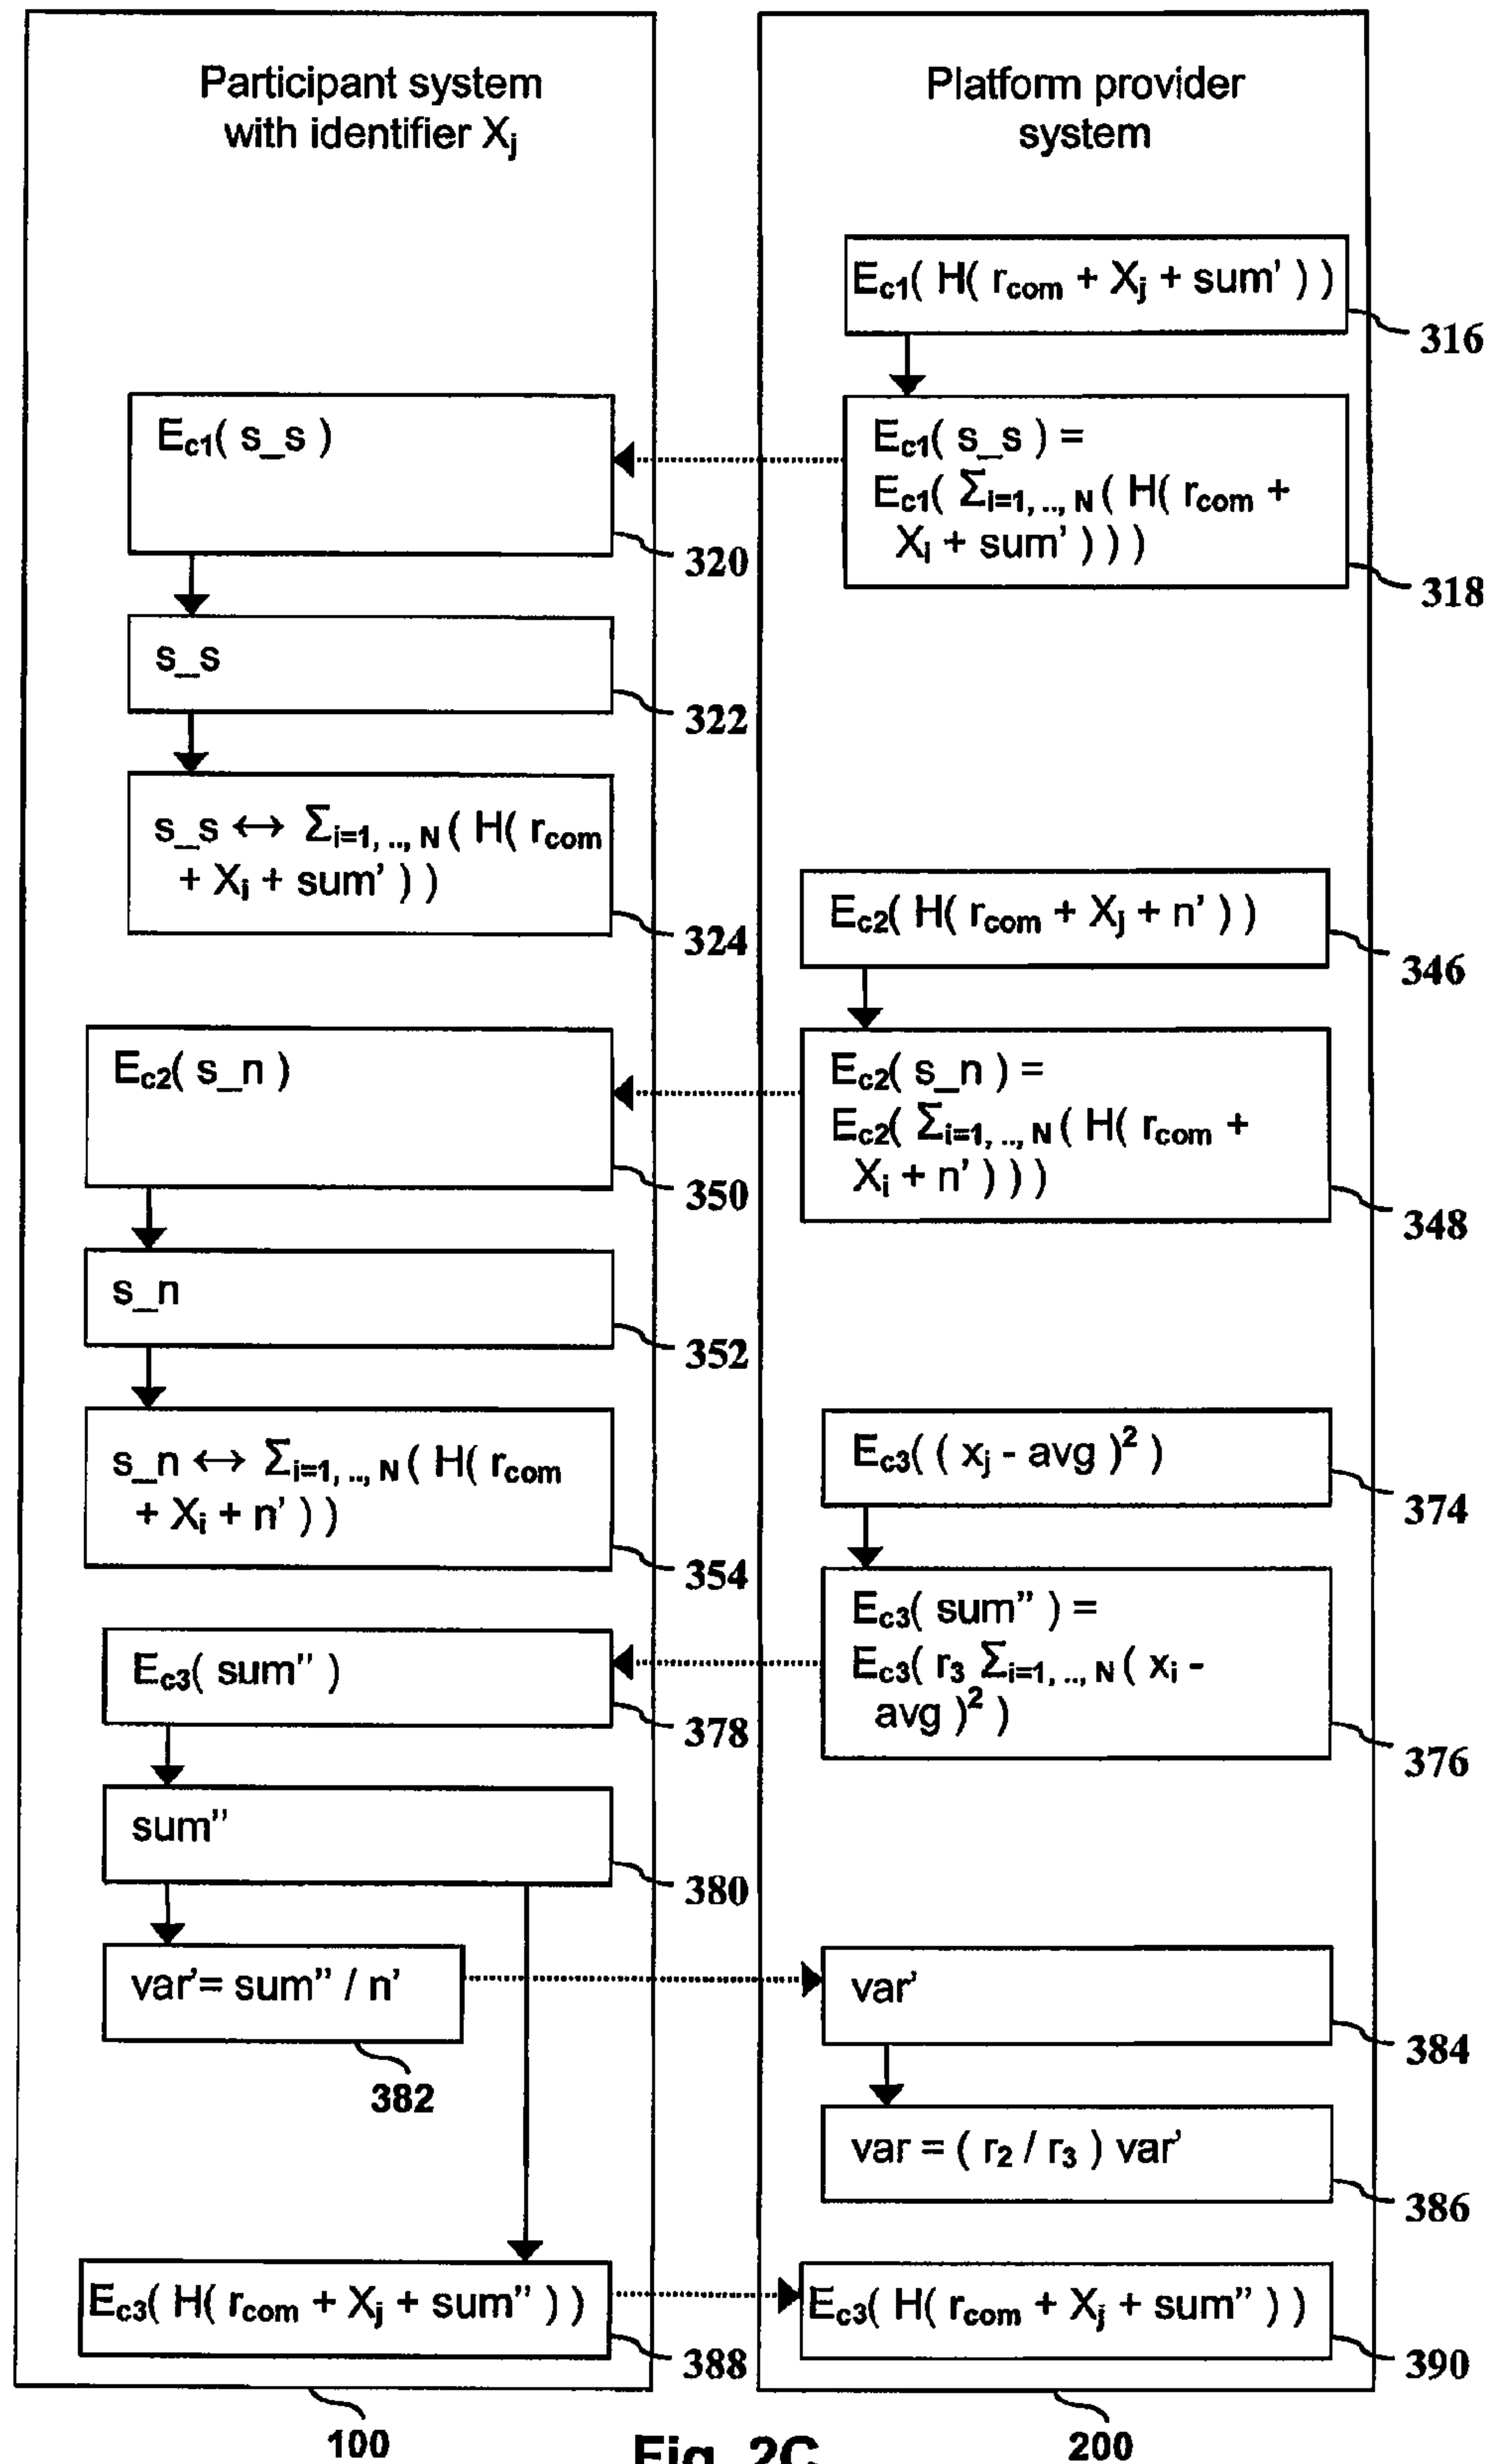 Participant system
with identifier Xj
Platform provider
system
Ec1( H( rcom + Xj + sum’ ) )
316
Ec1( s_s )
320
Ec1( s_s ) =
Ec1( Σi=1, .., N ( H( rcom +
Xi + sum’ ) ) )
318
s_s
322
s_s ↔ Σi=1, .., N ( H( rcom
+ Xi + sum’ ) )
324
Ec2( H( rcom + Xj + n’ ) )
346
Ec2( s_n )
350
Ec2( s_n ) =
Ec2( Σi=1, .., N ( H( rcom +
Xi + n’ ) ) )
348
s_n
352
s_n ↔ Σi=1, .., N ( H( rcom
+ Xi + n’ ) )
354
Ec3( ( xj - avg )² )
374
Ec3( sum” )
378
Ec3( sum” ) =
Ec3( r3 Σi=1, .., N ( xi -
avg )² )
376
sum”
380
var’= sum” / n’
382
var’
384
var = ( r2 / r3 ) var’
386
Ec3( H( rcom + Xj + sum” ) )
388
Ec3( H( rcom + Xj + sum” ) )
390
100
200
Fig. 2C